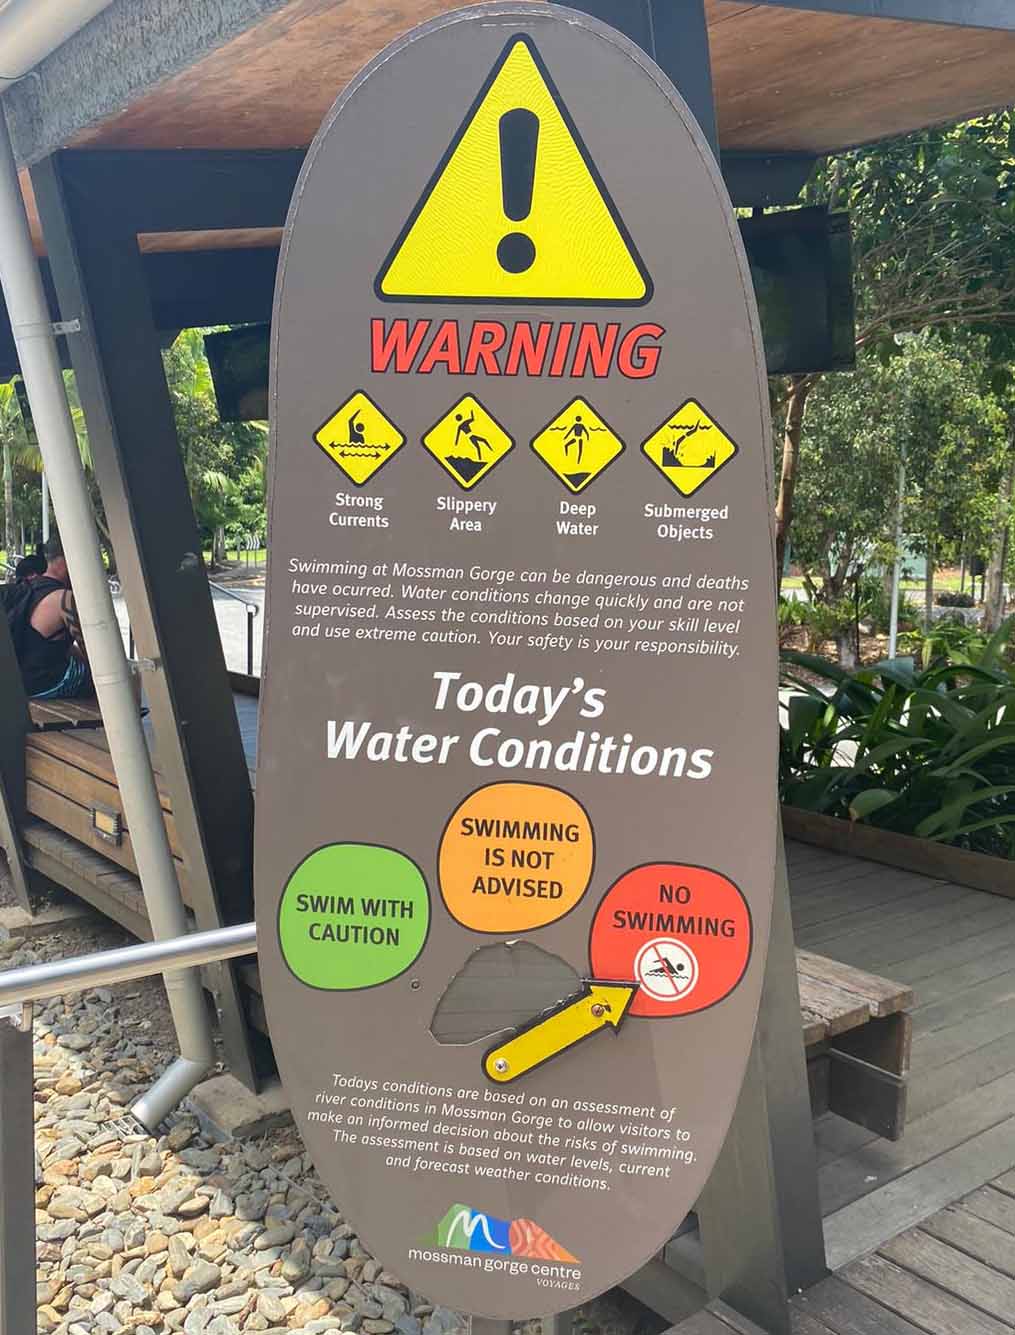 WARNING
Strong
Currents
Slippery
Area
Deep
Water
Submerged
Objects
Swimming at Mossman Gorge can be dangerous and deaths
have ocurred. Water conditions change quickly and are not
supervised. Assess the conditions based on your skill level
and use extreme caution. Your safety is your responsibility.
Today's
Water Conditions
SWIM WITH
CAUTION
SWIMMING
IS NOT
ADVISED
NO
SWIMMING
Todays conditions are based on an assessment of
river conditions in Mossman Gorge to allow visitors to
make an informed decision about the risks of swimming.
The assessment is based on water levels, current
and forecast weather conditions.
mossman gorge centre
VOYAGES